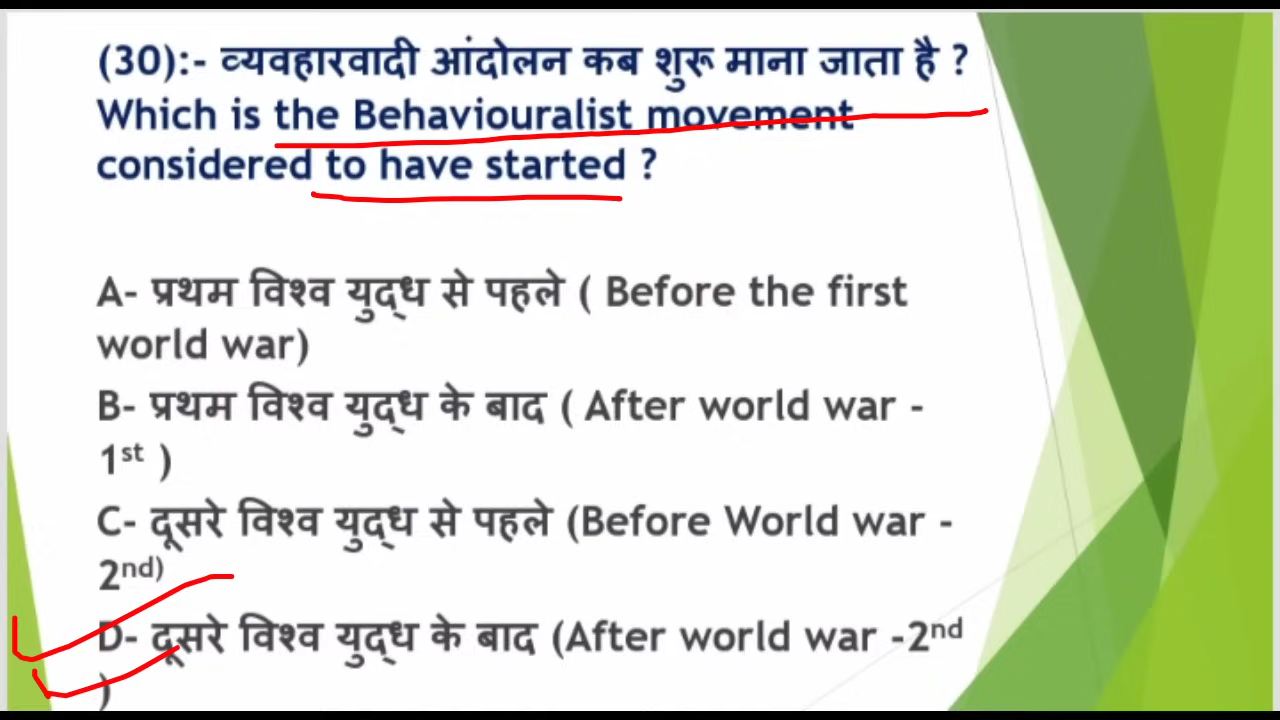 (30):- व्यवहारवादी आंदोलन कब शुरू माना जाता है ?
Which is the Behaviouralist movement
considered to have started ?
A- प्रथम विश्व युद्ध से पहले ( Before the first
world war)
B- प्रथम विश्व युद्ध के बाद ( After world war -
1st )
C- दूसरे विश्व युद्ध से पहले (Before World war -
2nd)
D- दूसरे विश्व युद्ध के बाद (After world war -2nd
)